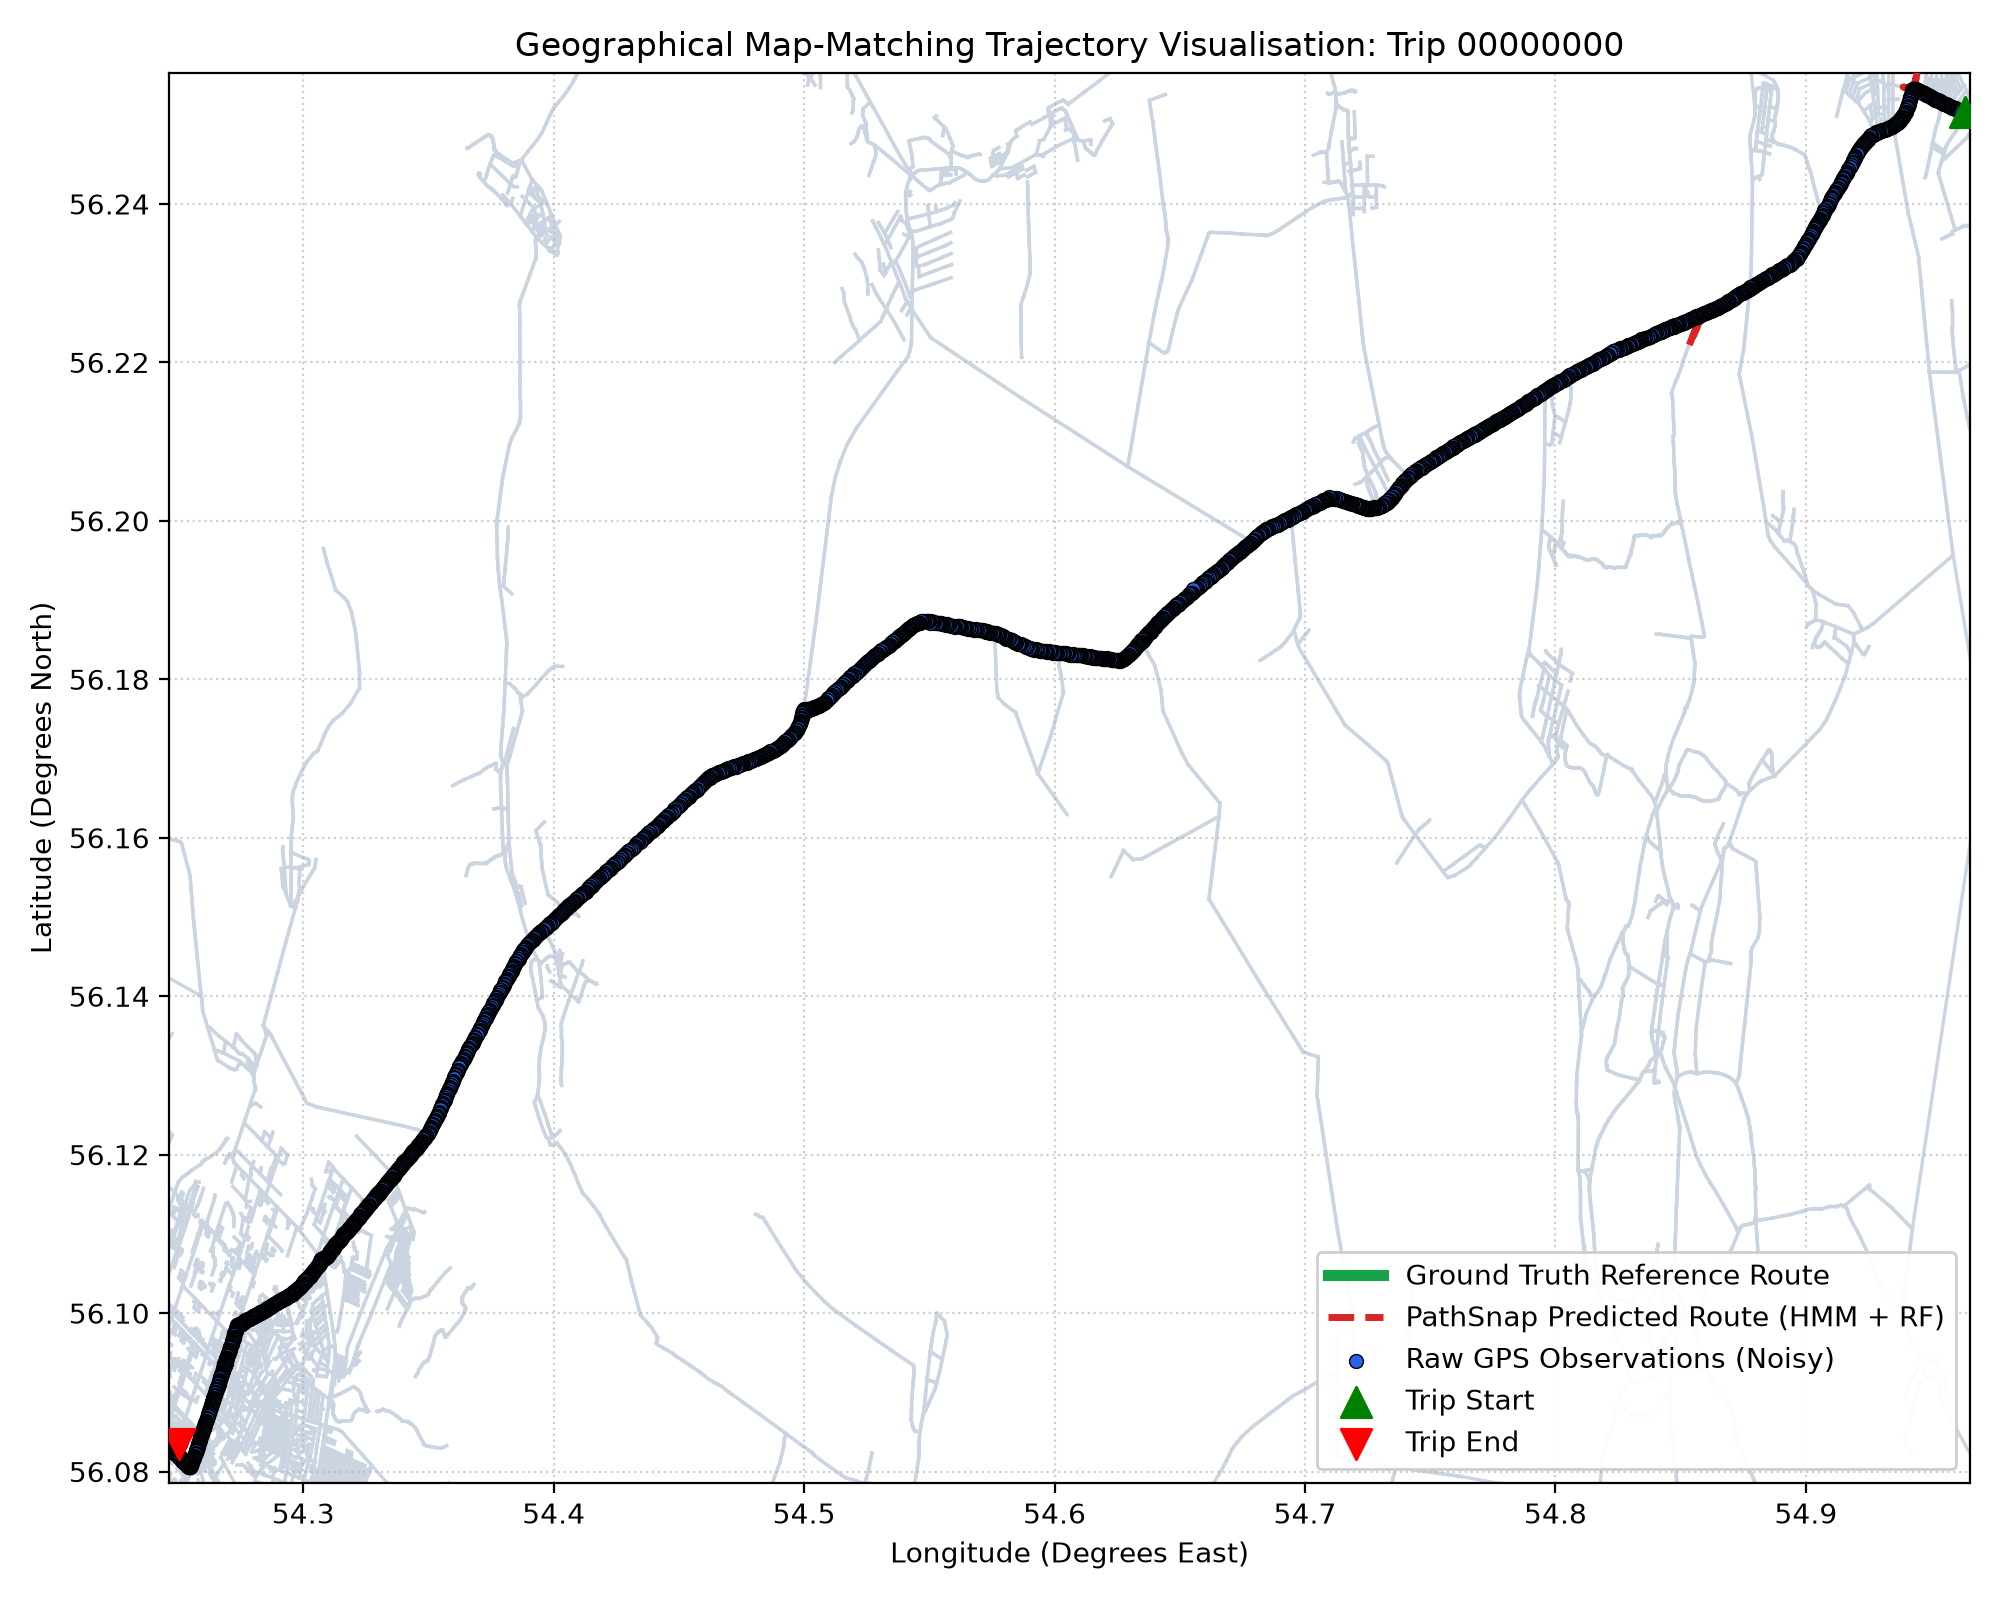 Geographical Map-Matching Trajectory Visualisation: Trip 00000000
56.24
56.22
56.20
56.18
56.16
56.14
56.12
56.10
56.08
Latitude (Degrees North)
Ground Truth Reference Route
PathSnap Predicted Route (HMM + RF)
Raw GPS Observations (Noisy)
Trip Start
Trip End
54.3
54.4
54.5
54.6
54.7
54.8
54.9
Longitude (Degrees East)